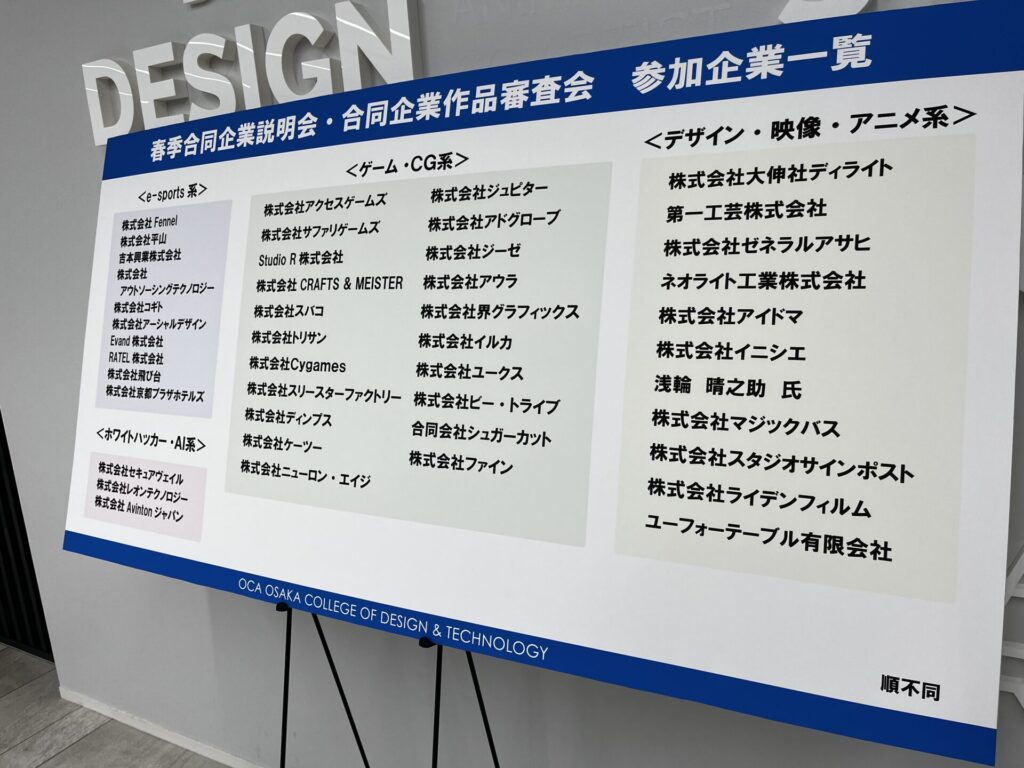 DESIGN
春季合同企業説明会・合同企業作品審査会　参加企業一覧
＜e-sports 系＞
株式会社 Fennel
株式会社平山
吉本興業株式会社
株式会社
アウトソーシングテクノロジー
株式会社コギト
株式会社アーシャルデザイン
Evand 株式会社
RATEL 株式会社
株式会社飛び台
株式会社京都プラザホテルズ
＜ホワイトハッカー・AI系＞
株式会社セキュアヴェイル
株式会社レオンテクノロジー
株式会社 Avinton ジャパン
＜ゲーム・CG系＞
株式会社アクセスゲームズ
株式会社サファリゲームズ
Studio R 株式会社
株式会社 CRAFTS & MEISTER
株式会社スパコ
株式会社トリサン
株式会社Cygames
株式会社スリースターファクトリー
株式会社ディンプス
株式会社ケーツー
株式会社ニューロン・エイジ
株式会社ジュピター
株式会社アドグローブ
株式会社ジーゼ
株式会社アウラ
株式会社界グラフィックス
株式会社イルカ
株式会社ユークス
株式会社ビー・トライブ
合同会社シュガーカット
株式会社ファイン
＜デザイン・映像・アニメ系＞
株式会社大伸社ディライト
第一工芸株式会社
株式会社ゼネラルアサヒ
ネオライト工業株式会社
株式会社アイドマ
株式会社イニシエ
浅輪　晴之助　氏
株式会社マジックバス
株式会社スタジオサインポスト
株式会社ライデンフィルム
ユーフォーテーブル有限会社
順不同
OCA OSAKA COLLEGE OF DESIGN & TECHNOLOGY